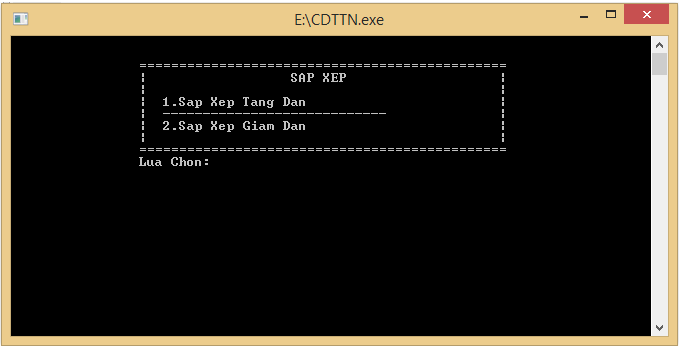 E:\CDTTN.exe
SAP XEP
1.Sap Xep Tang Dan
2.Sap Xep Giam Dan
Lua Chon: